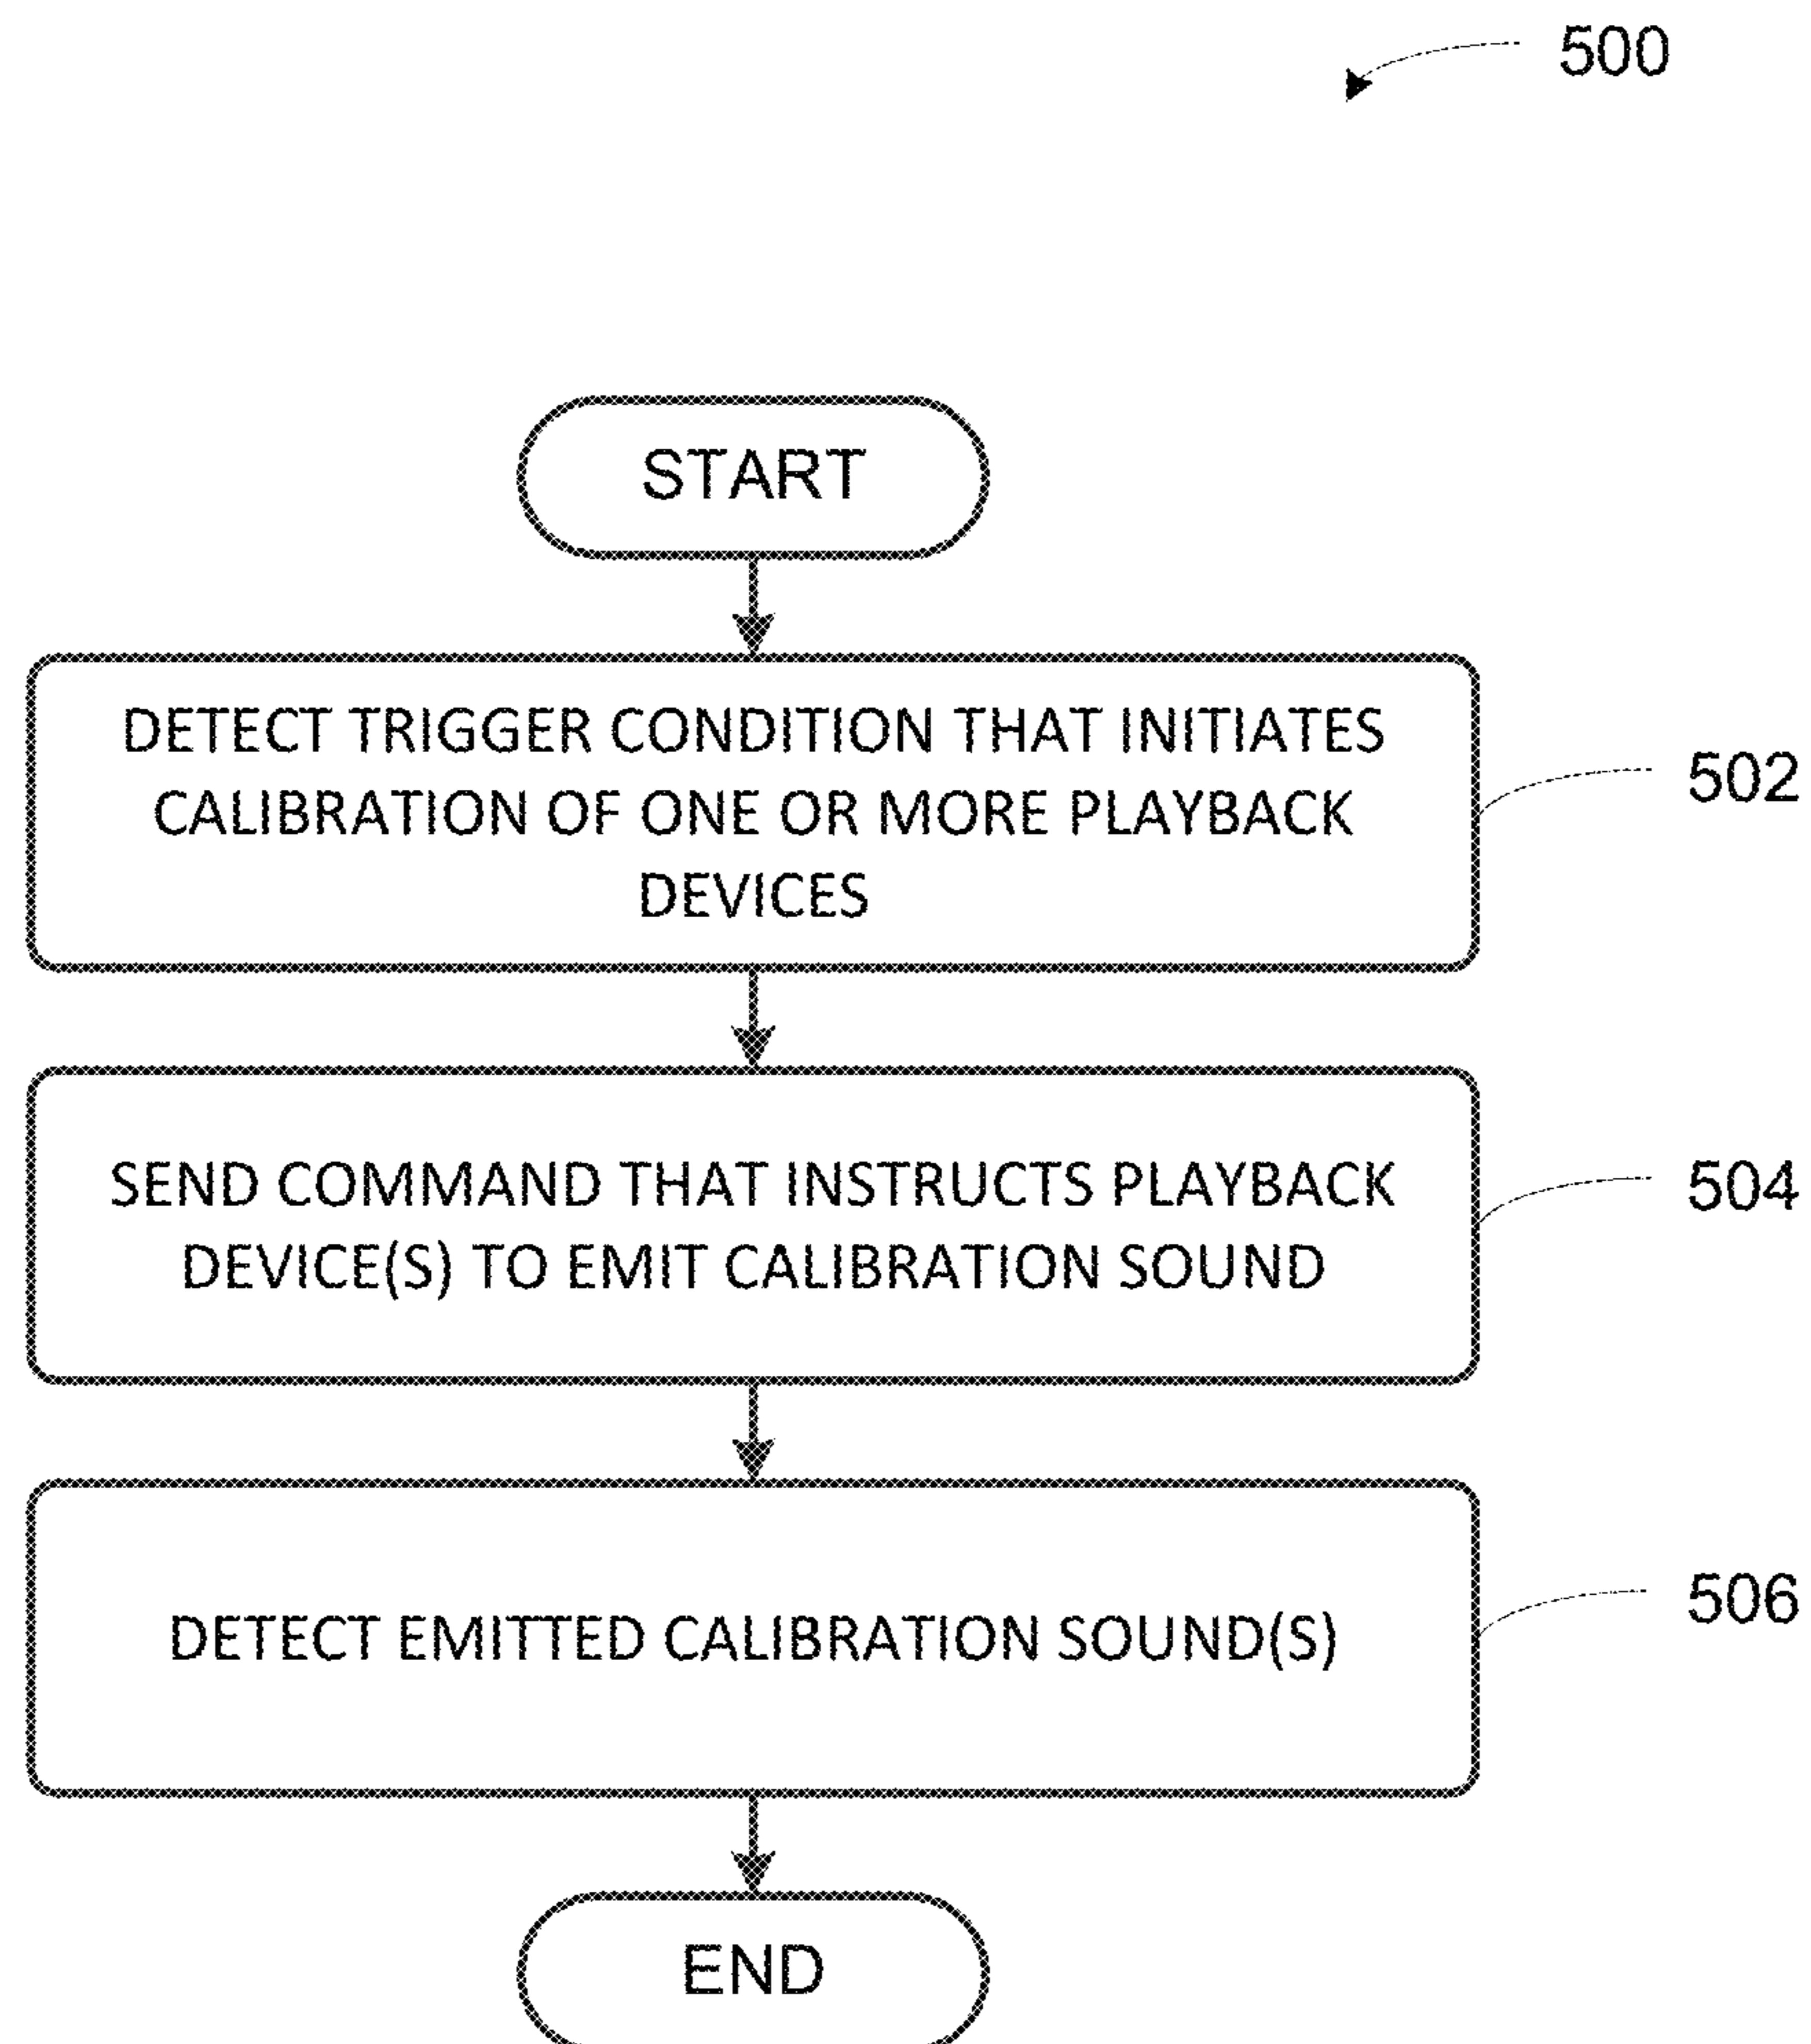 500
START
DETECT TRIGGER CONDITION THAT INITIATES
CALIBRATION OF ONE OR MORE PLAYBACK
DEVICES
502
SEND COMMAND THAT INSTRUCTS PLAYBACK
DEVICE(S) TO EMIT CALIBRATION SOUND
504
DETECT EMITTED CALIBRATION SOUND(S)
506
END